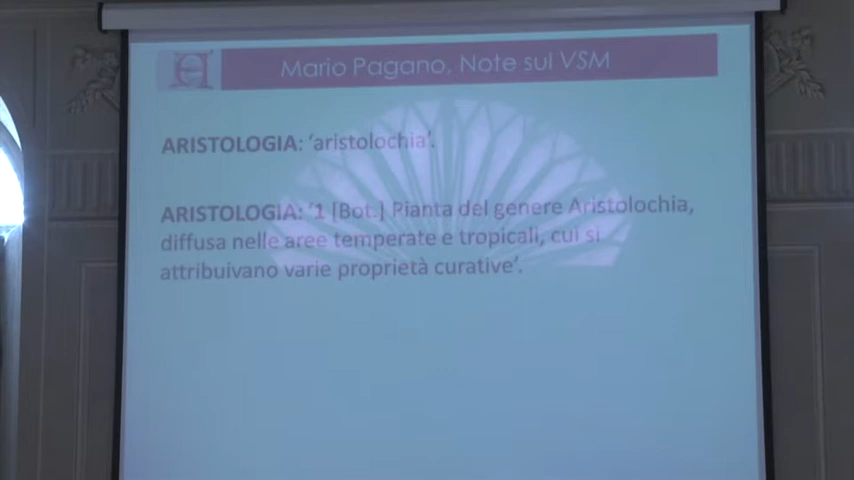 Mario Pagano, Note sui VSM
ARISTOLOGIA: ‘aristolochia’.
ARISTOLOGIA: ‘1 [Bot.] Pianta del genere Aristolochia,
diffusa nelle aree temperate e tropicali, cui si
attribuivano varie proprietà curative’.